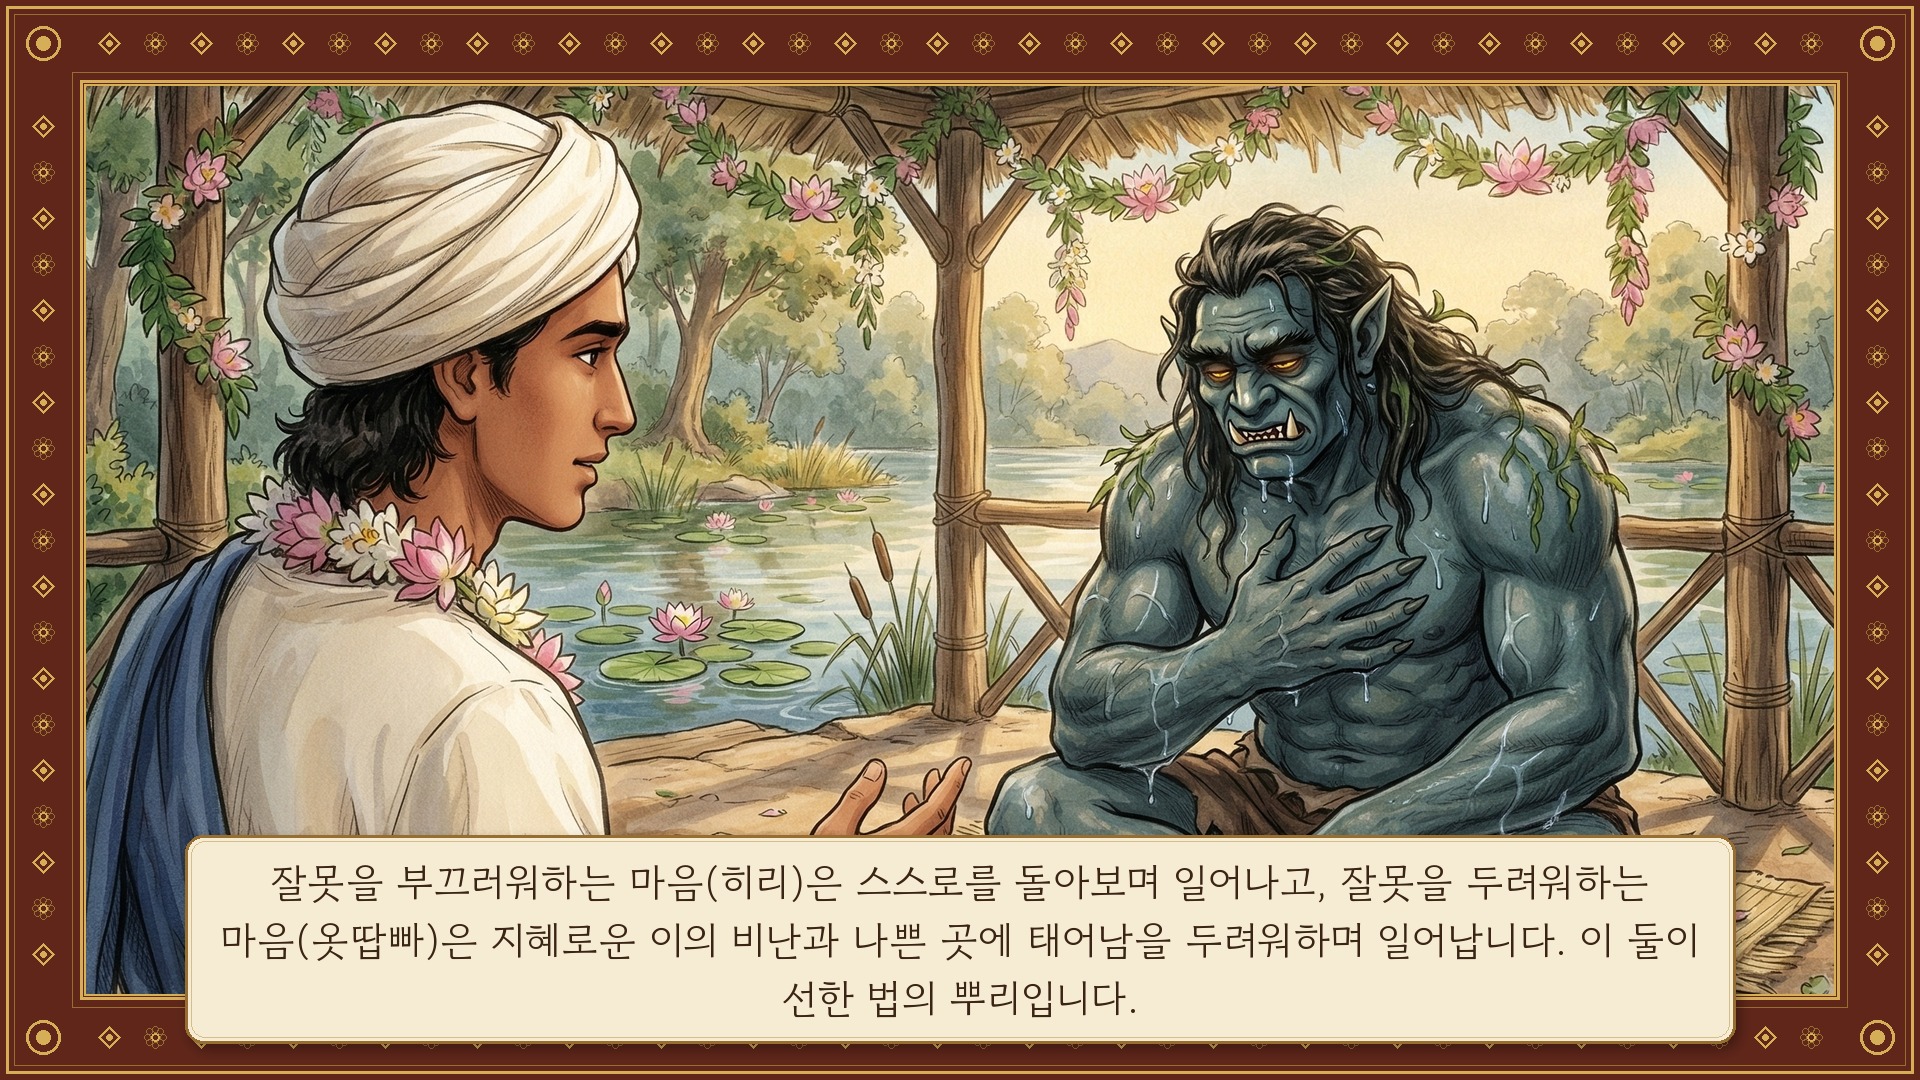 잘못을 부끄러워하는 마음(히리)은 스스로를 돌아보며 일어나고, 잘못을 두려워하는
마음(옷땁빠)은 지혜로운 이의 비난과 나쁜 곳에 태어남을 두려워하며 일어납니다. 이 둘이
선한 법의 뿌리입니다.